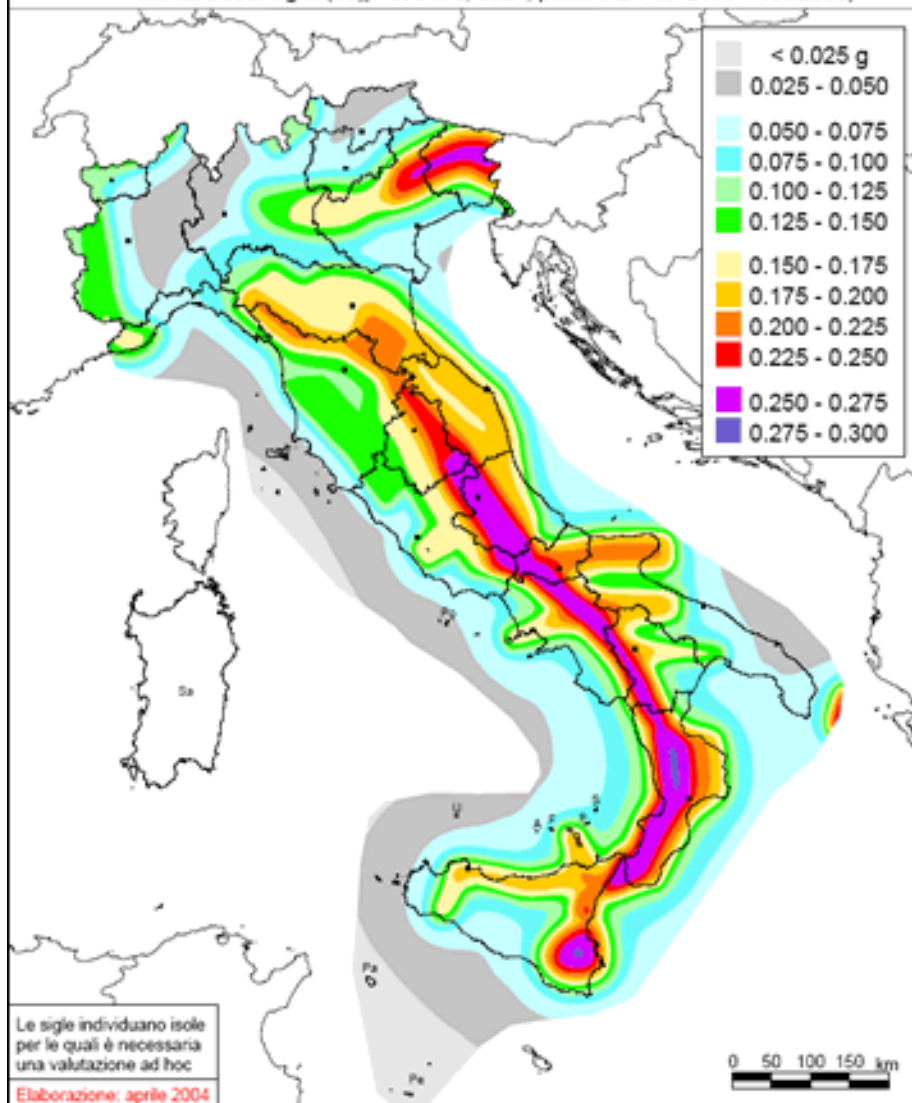 < 0.025 g
0.025 - 0.050
0.050 - 0.075
0.075 - 0.100
0.100 - 0.125
0.125 - 0.150
0.150 - 0.175
0.175 - 0.200
0.200 - 0.225
0.225 - 0.250
0.250 - 0.275
0.275 - 0.300
Sa
U
Pa
Pe
Le sigle individuano isole
per le quali è necessaria
una valutazione ad hoc
Elaborazione: aprile 2004
0 50 100 150 km